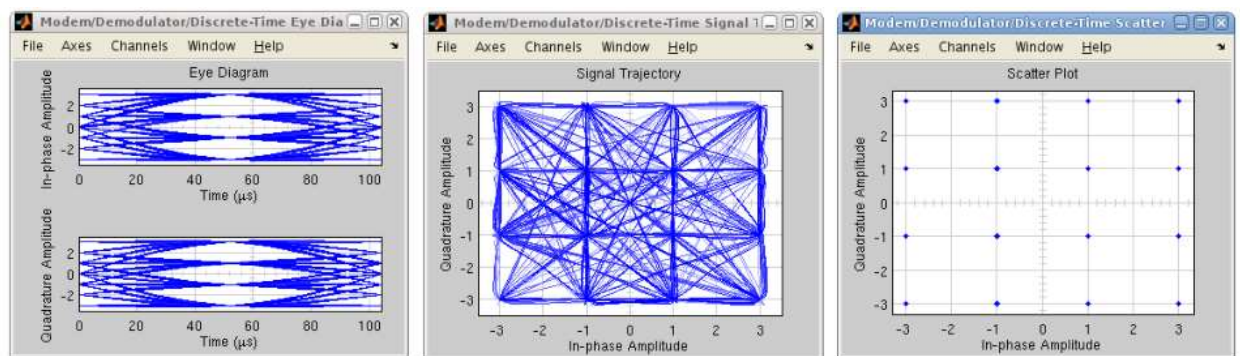 Modem/Demodulator/Discrete-Time Eye Dia
File Axes Channels Window Help
Eye Diagram
In-phase Amplitude
2
0
-2
0 20 40 60 80 100
Time (μs)
Quadrature Amplitude
2
0
-2
0 20 40 60 80 100
Time (μs)
Modem/Demodulator/Discrete-Time Signal T
File Axes Channels Window Help
Signal Trajectory
Quadrature Amplitude
3
2
1
0
-1
-2
-3
-3 -2 -1 0 1 2 3
In-phase Amplitude
Modem/Demodulator/Discrete-Time Scatter
File Axes Channels Window Help
Scatter Plot
Quadrature Amplitude
3
2
1
0
-1
-2
-3
-3 -2 -1 0 1 2 3
In-phase Amplitude